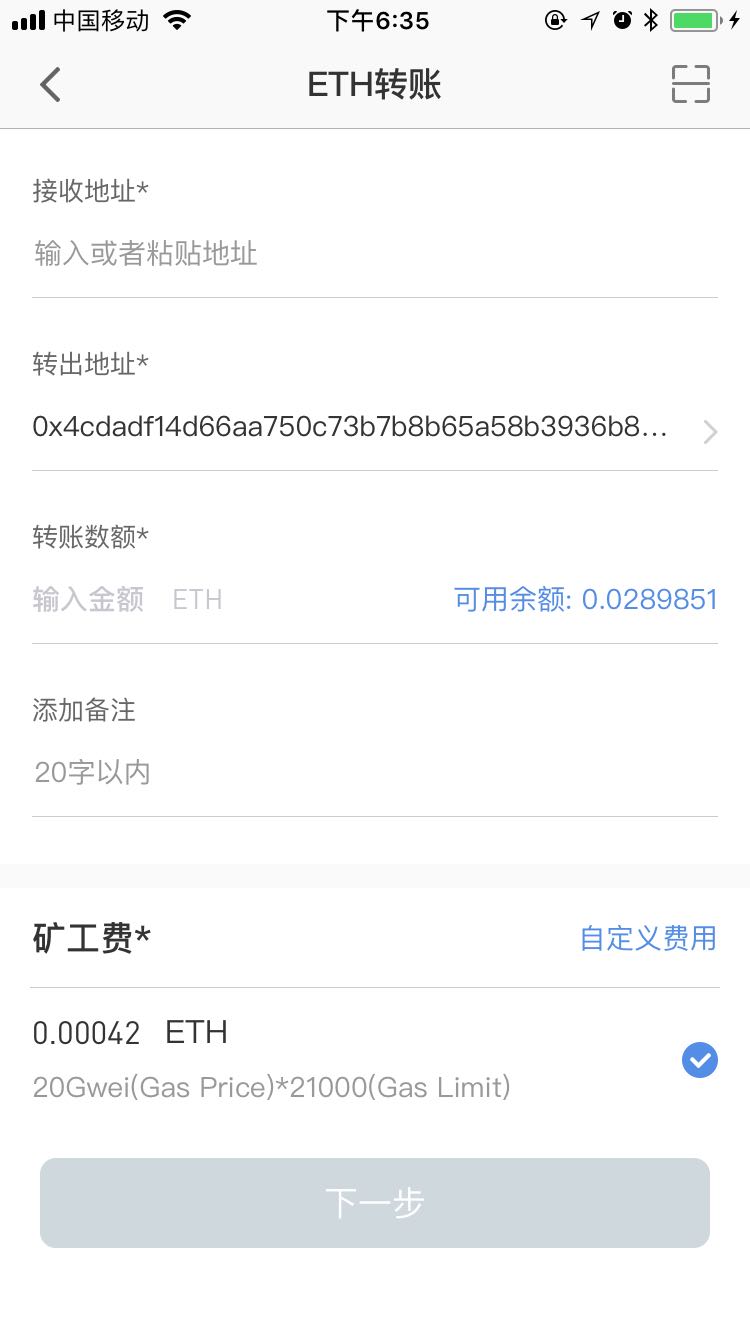 中国移动 下午6:35
ETH转账
接收地址*
输入或者粘贴地址
转出地址*
0x4cdadf14d66aa750c73b7b8b65a58b3936b8...
转账数额*
输入金额 ETH 可用余额: 0.0289851
添加备注
20字以内
矿工费* 自定义费用
0.00042 ETH
20Gwei(Gas Price)*21000(Gas Limit)
下一步